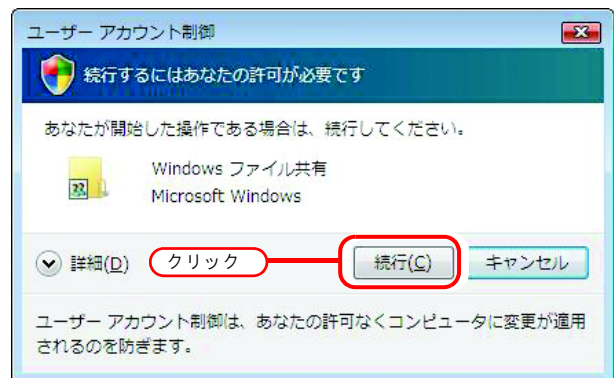 ユーザー アカウント制御
続行するにはあなたの許可が必要です
あなたが開始した操作である場合は、続行してください。
Windows ファイル共有
Microsoft Windows
詳細(D) クリック 続行(C) キャンセル
ユーザー アカウント制御は、あなたの許可なくコンピュータに変更が適用
されるのを防ぎます。